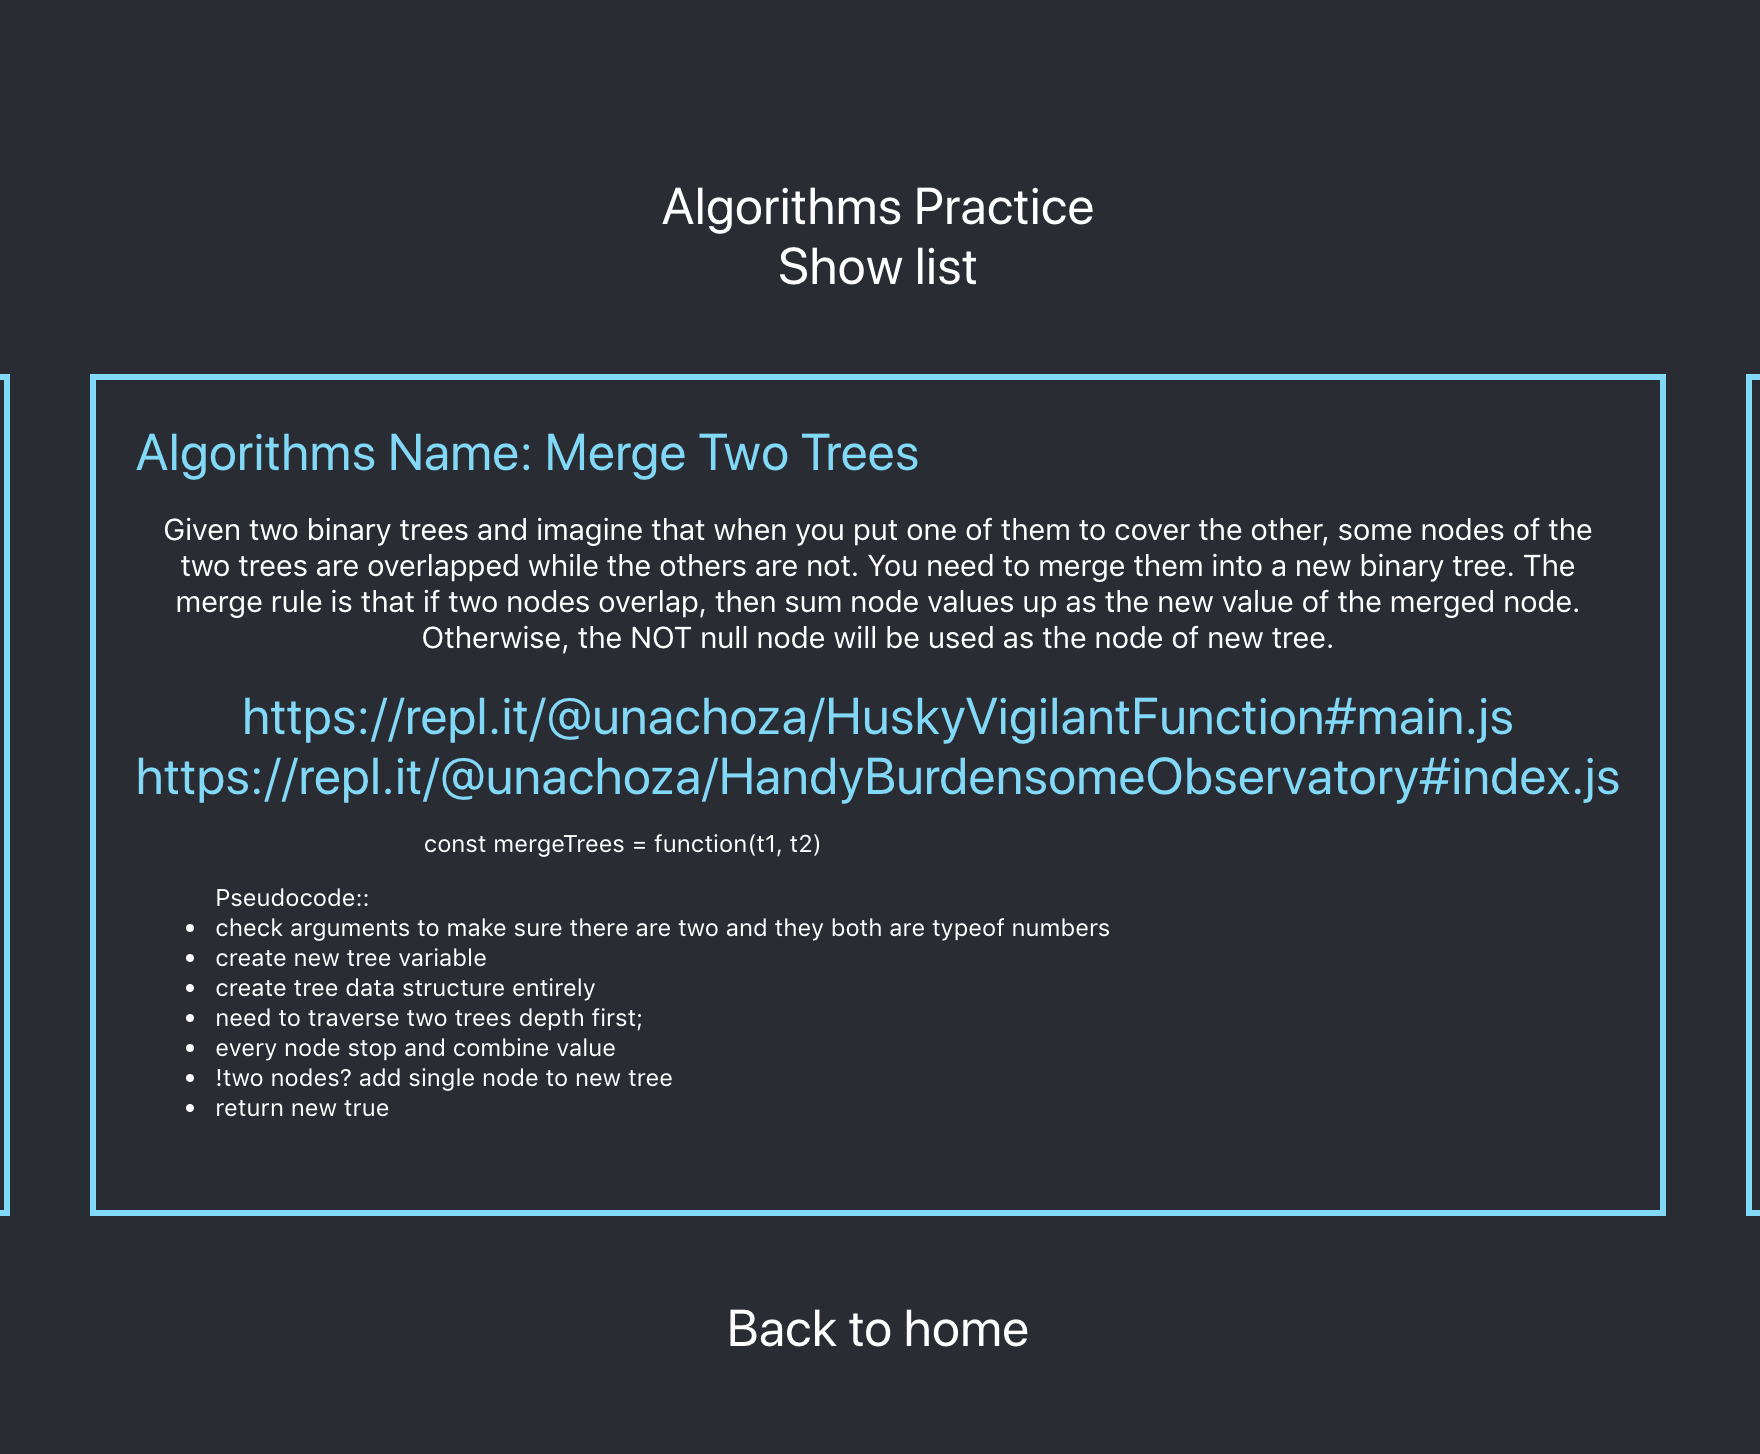 Algorithms Practice
Show list
Algorithms Name: Merge Two Trees
Given two binary trees and imagine that when you put one of them to cover the other, some nodes of the
two trees are overlapped while the others are not. You need to merge them into a new binary tree. The
merge rule is that if two nodes overlap, then sum node values up as the new value of the merged node.
Otherwise, the NOT null node will be used as the node of new tree.
https://repl.it/@unachoza/HuskyVigilantFunction#main.js
https://repl.it/@unachoza/HandyBurdensomeObservatory#index.js
const mergeTrees = function(t1, t2)
Pseudocode::
• check arguments to make sure there are two and they both are typeof numbers
• create new tree variable
• create tree data structure entirely
• need to traverse two trees depth first;
• every node stop and combine value
• !two nodes? add single node to new tree
• return new true
Back to home